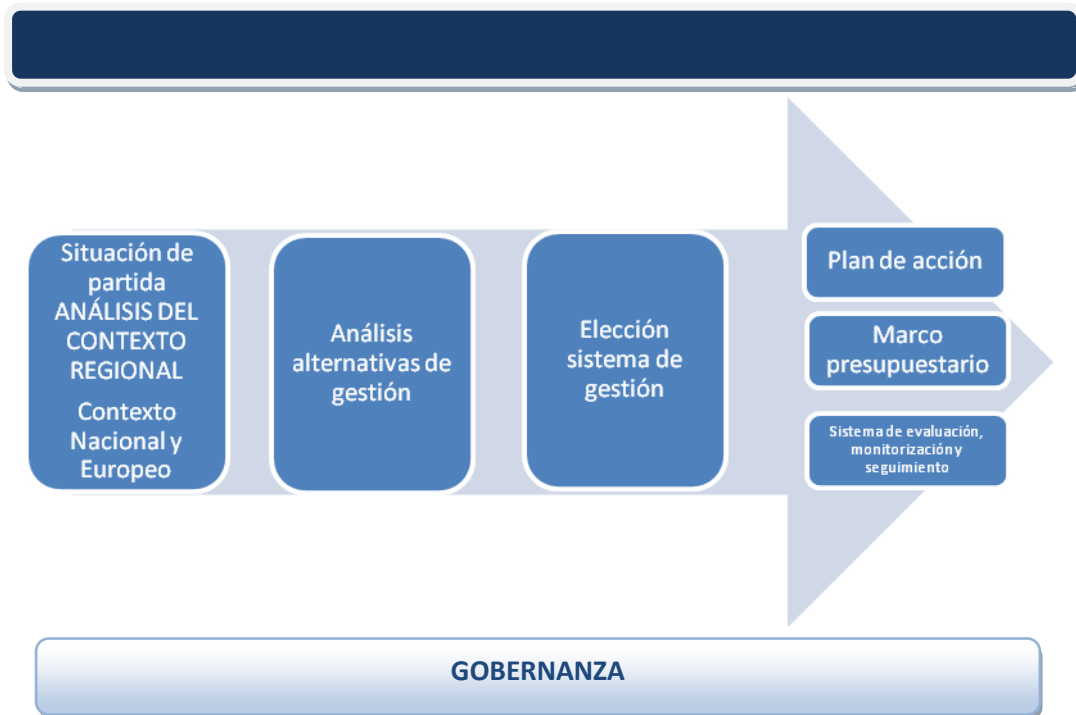 Situación de
partida
ANÁLISIS DEL
CONTEXTO
REGIONAL
Contexto
Nacional y
Europeo
Análisis
alternativas de
gestión
Elección
sistema de
gestión
Plan de acción
Marco
presupuestario
Sistema de evaluación,
monitorización y
seguimiento
GOBERNANZA